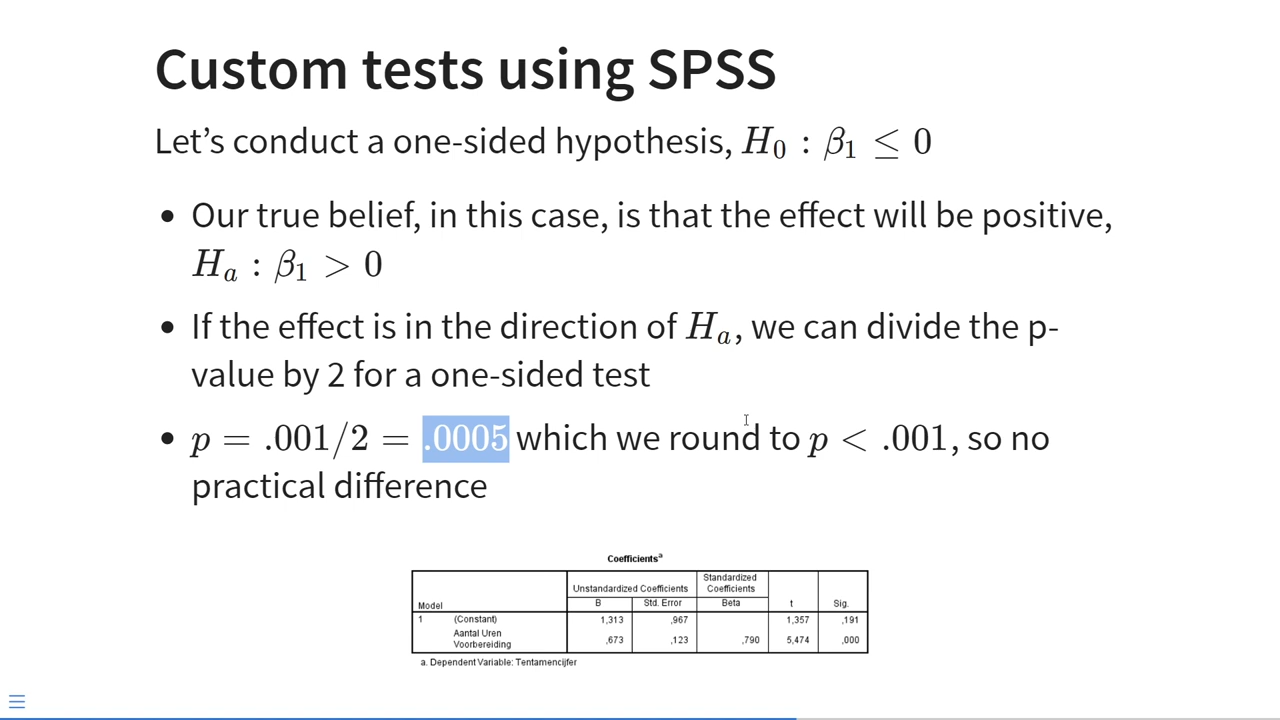 Custom tests using SPSS
Let’s conduct a one-sided hypothesis, H₀ : β₁ ≤ 0
• Our true belief, in this case, is that the effect will be positive,
Hₐ : β₁ > 0
• If the effect is in the direction of Hₐ, we can divide the p-
value by 2 for a one-sided test
• p = .001/2 = .0005 which we round to p < .001, so no
practical difference
Coefficientsᵃ
Model Unstandardized Coefficients Standardized Coefficients t Sig.
B Std. Error Beta
1 (Constant) 1,313 ,967 1,357 ,191
Aantal Uren Voorbereiding ,673 ,123 ,790 5,474 ,000
a. Dependent Variable: Tentamencijfer